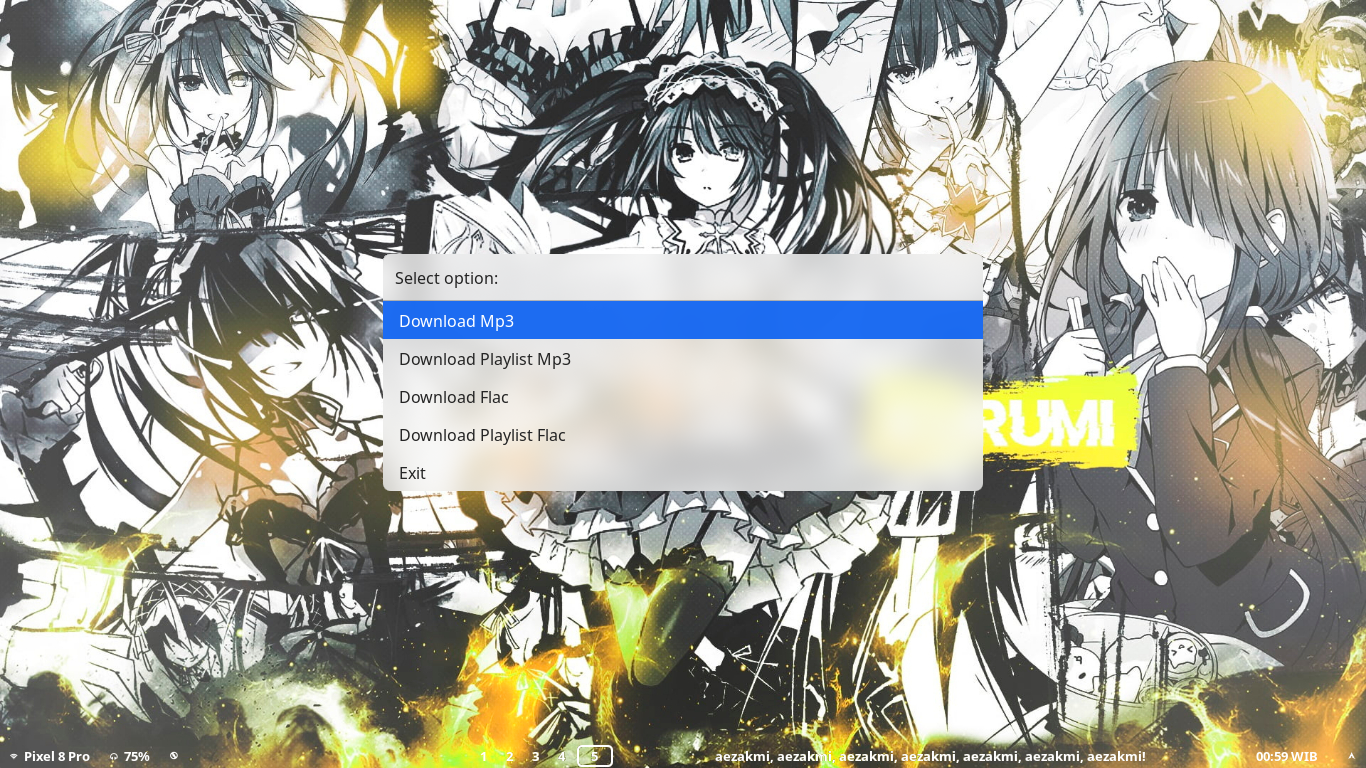 Select option:
Download Mp3
Download Playlist Mp3
RUMI
Download Flac
Download Playlist Flac
Exit
Pixel 8 Pro 75% 1 2 3 4 5 aezakmi, aezakmi, aezakmi, aezakmi, aezakmi, aezakmi, aezakmi! 00:59 WIB